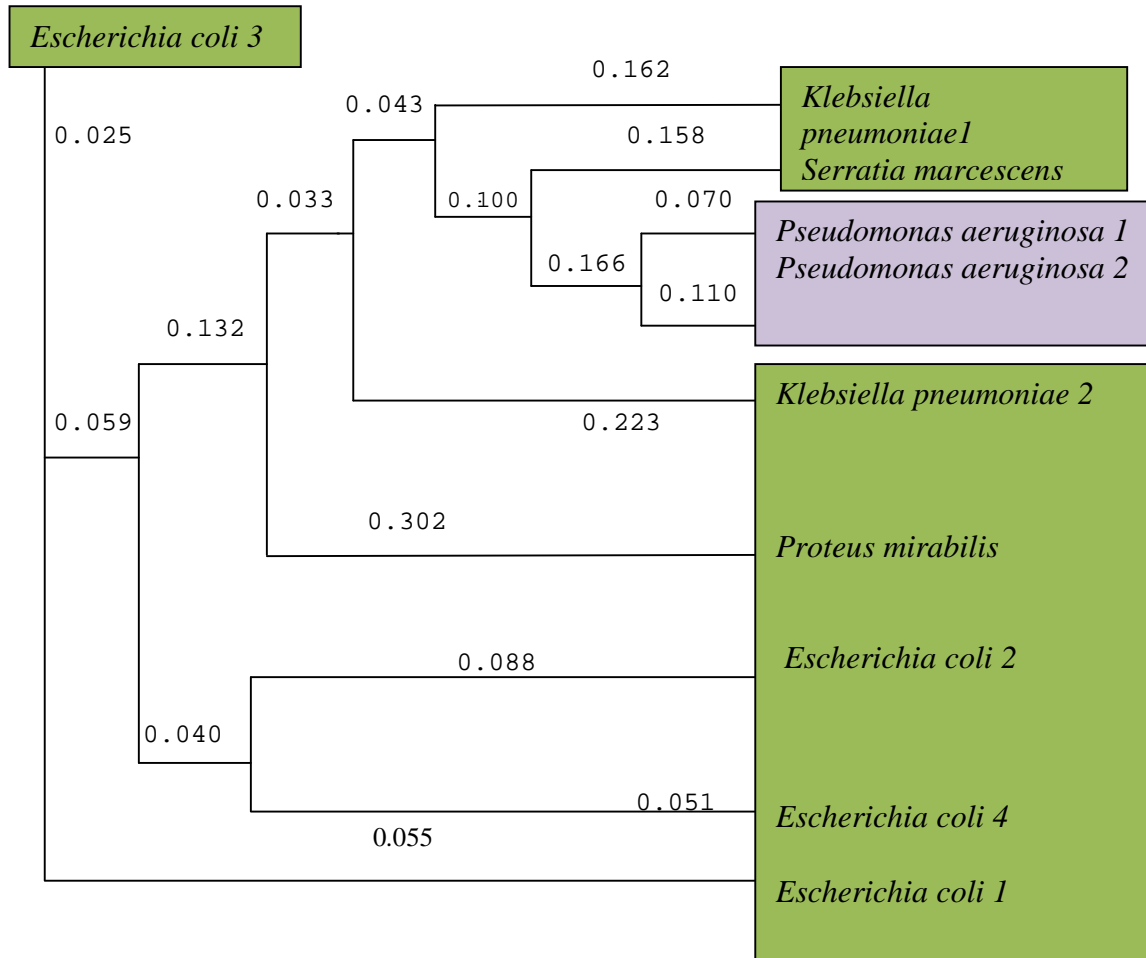 Escherichia coli 3
0.162
0.043
Klebsiella
pneumoniae1
0.025
0.158
Serratia marcescens
0.033
0.100
0.070
Pseudomonas aeruginosa 1
0.166
Pseudomonas aeruginosa 2
0.110
0.132
Klebsiella pneumoniae 2
0.059
0.223
0.302
Proteus mirabilis
0.088
Escherichia coli 2
0.040
0.051
Escherichia coli 4
0.055
Escherichia coli 1